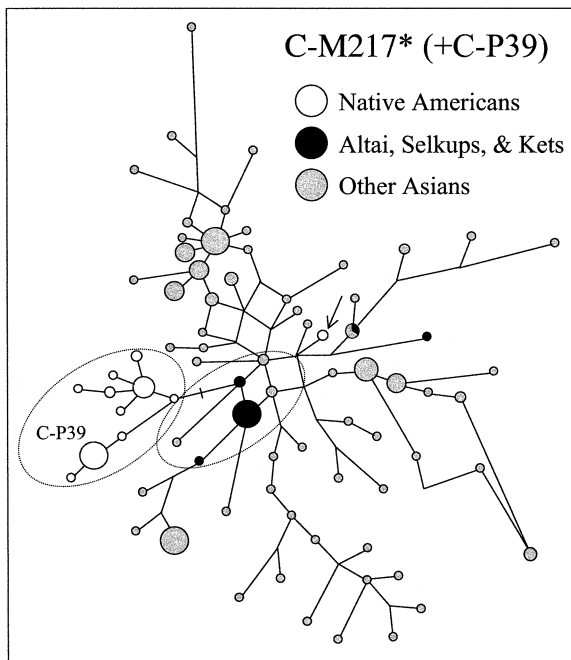 C-M217* (+C-P39)
Native Americans
Altai, Selkups, & Kets
Other Asians
C-P39